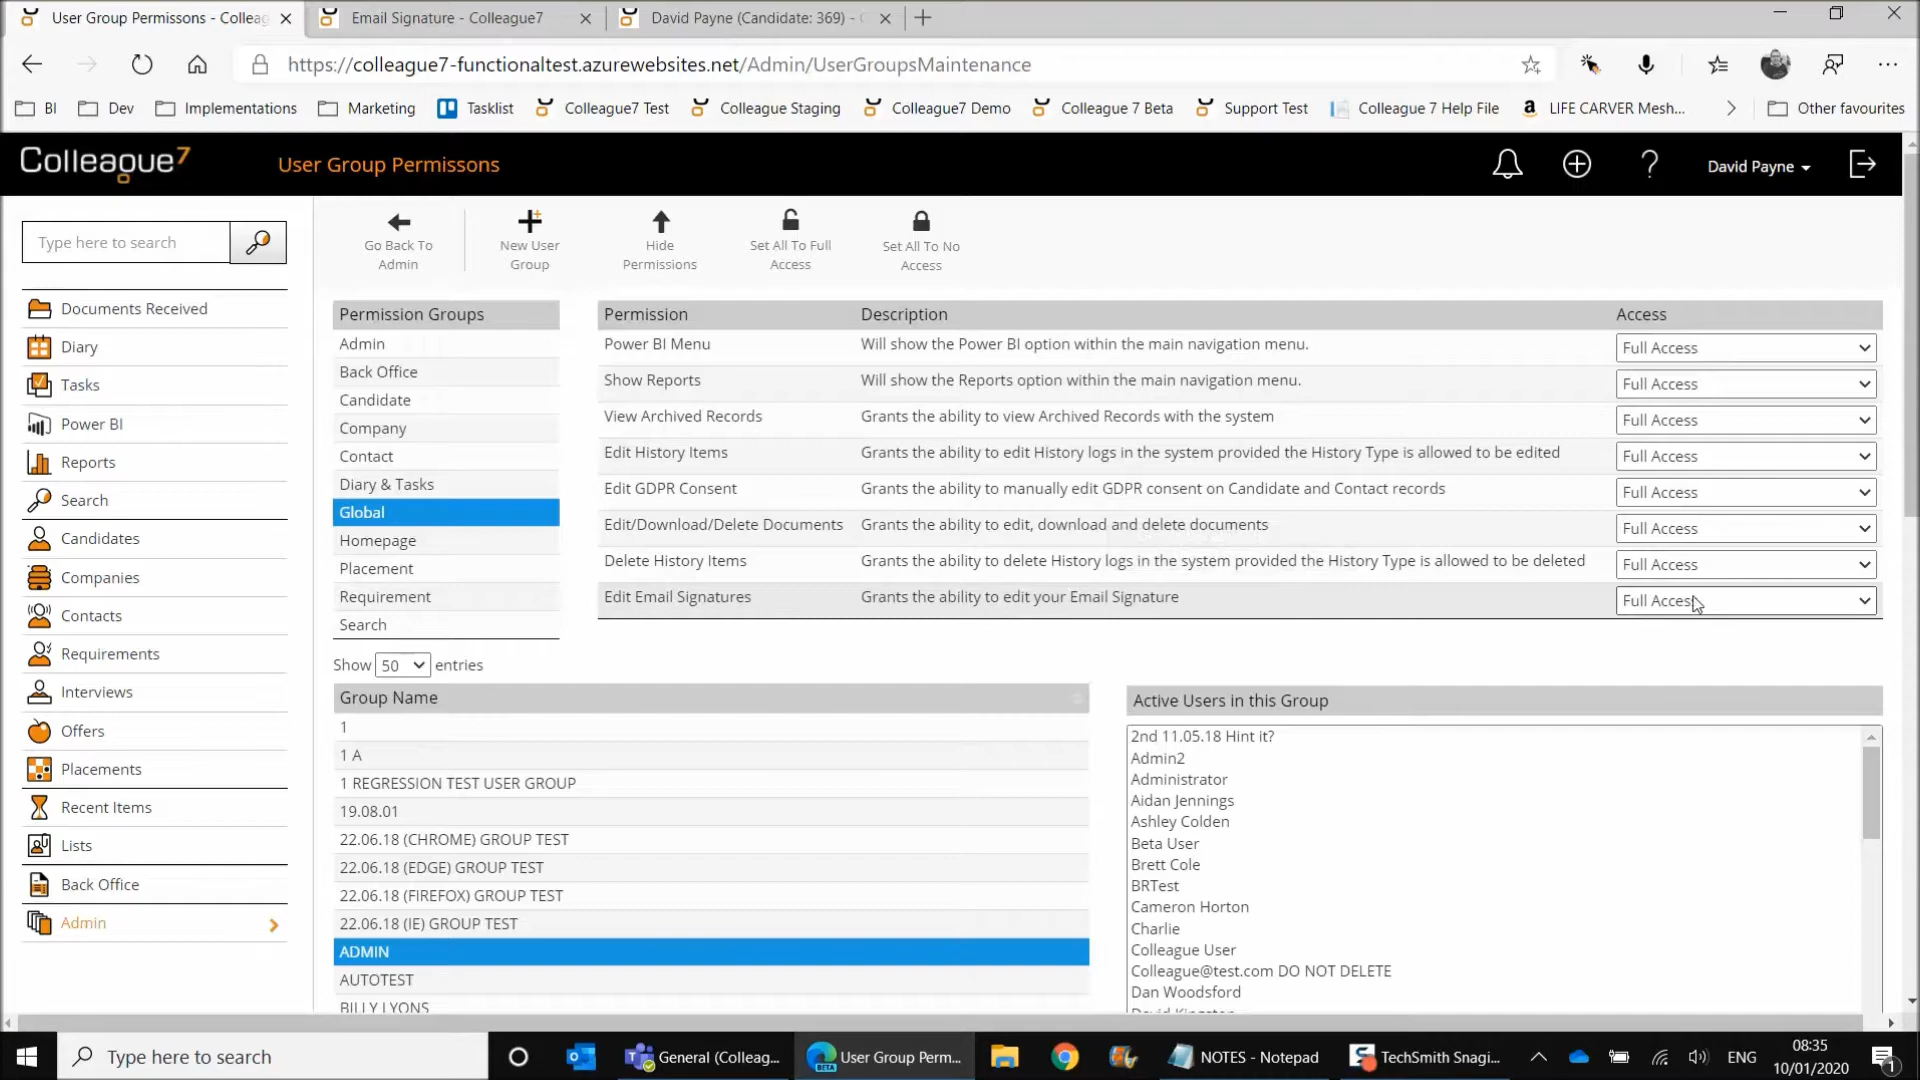 User Group Permissons - Colleag
Email Signature - Colleague7
David Payne (Candidate: 369) -
https://colleague7-functionaltest.azurewebsites.net/Admin/UserGroupsMaintenance
BI
Dev
Implementations
Marketing
Tasklist
Colleague7 Test
Colleague Staging
Colleague7 Demo
Colleague 7 Beta
Support Test
Colleague 7 Help File
LIFE CARVER Mesh...
Other favourites
Colleague7
User Group Permissons
David Payne
Type here to search
Go Back To
Admin
New User
Group
Hide
Permissions
Set All To Full
Access
Set All To No
Access
Documents Received
Diary
Tasks
Power BI
Reports
Search
Candidates
Companies
Contacts
Requirements
Interviews
Offers
Placements
Recent Items
Lists
Back Office
Admin
Permission Groups
Admin
Back Office
Candidate
Company
Contact
Diary & Tasks
Global
Homepage
Placement
Requirement
Search
Permission Description Access
Power BI Menu Will show the Power BI option within the main navigation menu. Full Access
Show Reports Will show the Reports option within the main navigation menu. Full Access
View Archived Records Grants the ability to view Archived Records with the system Full Access
Edit History Items Grants the ability to edit History logs in the system provided the History Type is allowed to be edited Full Access
Edit GDPR Consent Grants the ability to manually edit GDPR consent on Candidate and Contact records Full Access
Edit/Download/Delete Documents Grants the ability to edit, download and delete documents Full Access
Delete History Items Grants the ability to delete History logs in the system provided the History Type is allowed to be deleted Full Access
Edit Email Signatures Grants the ability to edit your Email Signature Full Access
Show 50 entries
Group Name
1
1 A
1 REGRESSION TEST USER GROUP
19.08.01
22.06.18 (CHROME) GROUP TEST
22.06.18 (EDGE) GROUP TEST
22.06.18 (FIREFOX) GROUP TEST
22.06.18 (IE) GROUP TEST
ADMIN
AUTOTEST
BILLY LYONS
Active Users in this Group
2nd 11.05.18 Hint it?
Admin2
Administrator
Aidan Jennings
Ashley Colden
Beta User
Brett Cole
BRTest
Cameron Horton
Charlie
Colleague User
Colleague@test.com DO NOT DELETE
Dan Woodsford
Type here to search
General (Colleag...
BETA
User Group Perm...
NOTES - Notepad
TechSmith Snagi...
ENG
08:35
10/01/2020
1